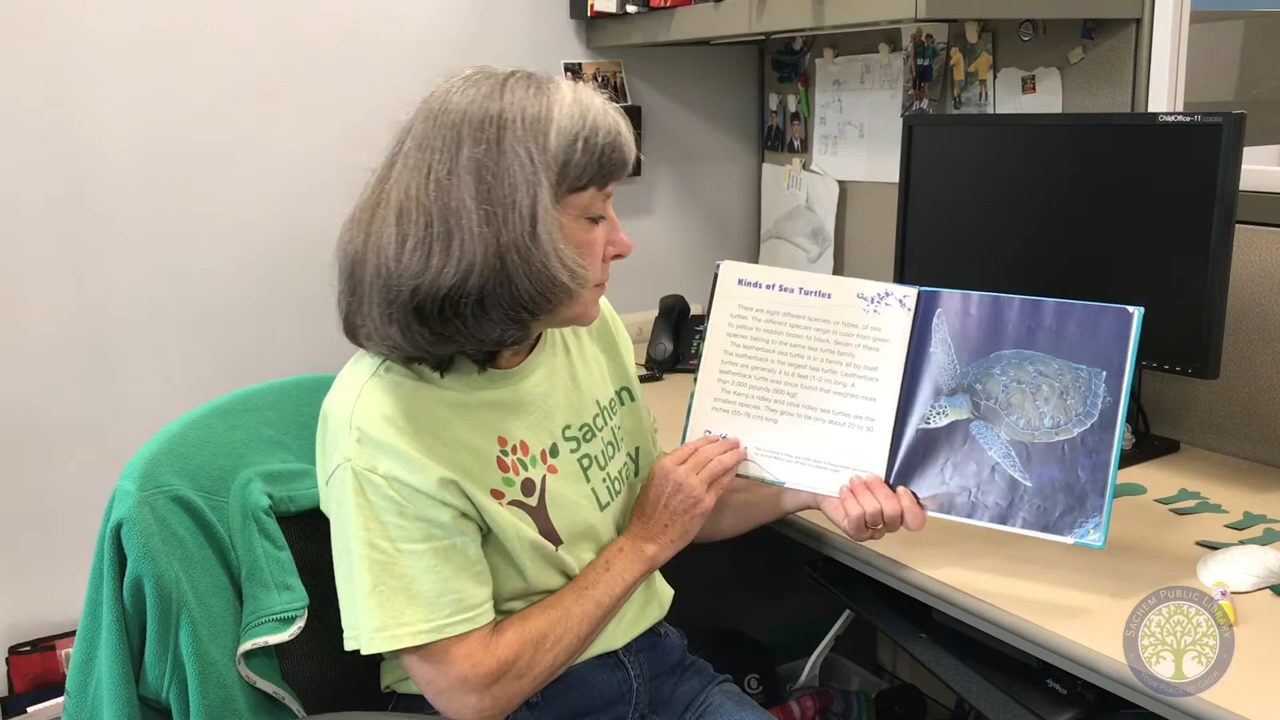 ChildOffice-11
Kinds of Sea Turtles
There are eight different species, or types, of sea
turtles. The different species range in color from green
to yellow to reddish brown to black. Seven of these
species belong to the same sea turtle family.
The leatherback sea turtle is in a family all by itself.
The leatherback is the largest sea turtle. Leatherback
turtles are generally 4 to 6 feet (1-2 m) long. A
leatherback turtle was once found that weighed more
than 2,000 pounds (900 kg)!
The Kemp's ridley and olive ridley sea turtles are the
smallest species. They grow to be only about 22 to 30
inches (55-76 cm) long.
Sachem
Public
Library
logitech
SACHEM PUBLIC LIBRARY